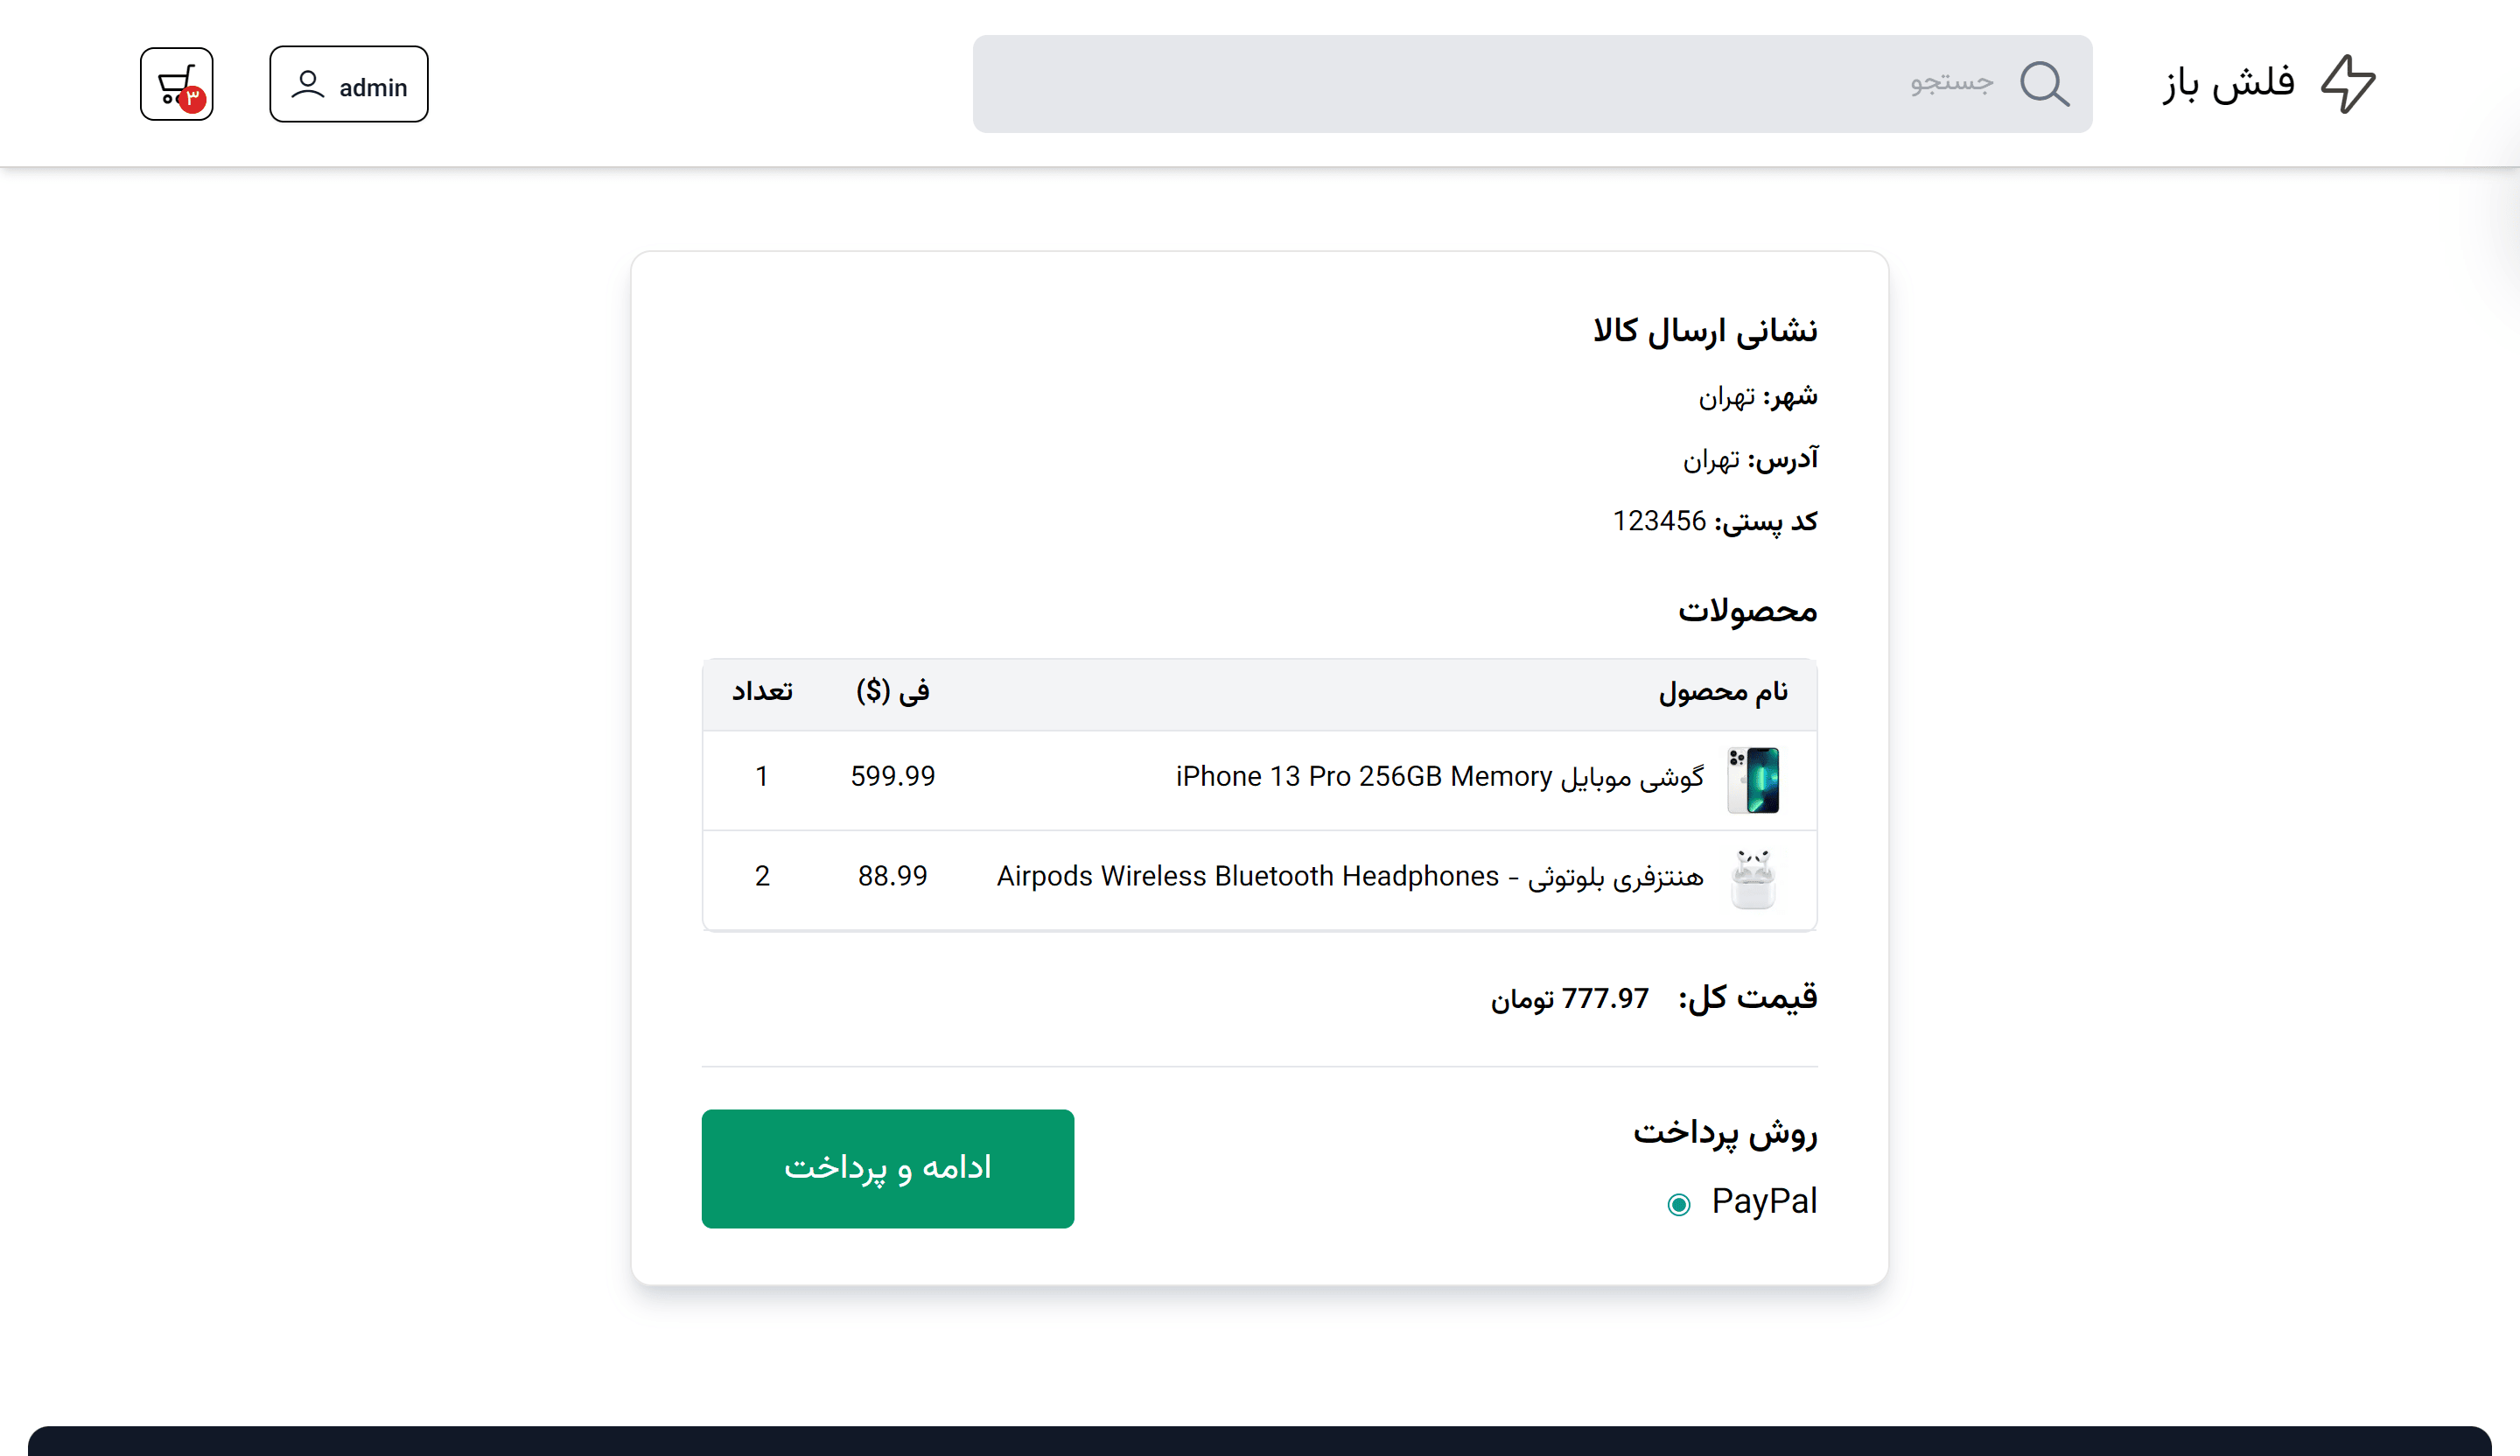 فلش باز
جستجو
admin
۳
نشانی ارسال کالا
شهر: تهران
آدرس: تهران
کد پستی: 123456
محصولات
نام محصول فی ($) تعداد
گوشی موبایل iPhone 13 Pro 256GB Memory 599.99 1
هنتزفری بلوتوثی - Airpods Wireless Bluetooth Headphones 88.99 2
قیمت کل: 777.97 تومان
روش پرداخت
PayPal
ادامه و پرداخت